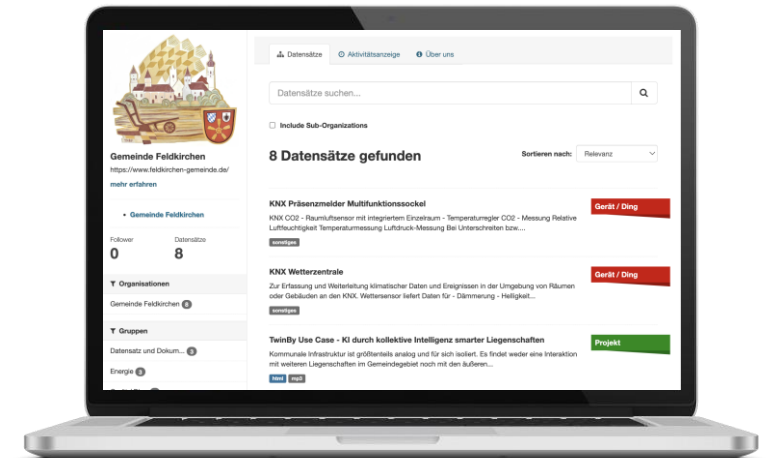 Gemeinde Feldkirchen
https://www.feldkirchen-gemeinde.de/
mehr erfahren
Gemeinde Feldkirchen
Follower
0
Datensätze
8
Organisationen
Gemeinde Feldkirchen 8
Gruppen
Datensatz und Dokum... 3
Energie 3
Datensätze
Aktivitätsanzeige
Über uns
Datensätze suchen...
Include Sub-Organizations
8 Datensätze gefunden
Sortieren nach:
Relevanz
KNX Präsenzmelder Multifunktionssockel
Gerät / Ding
KNX CO2 - Raumluftsensor mit integriertem Einzelraum - Temperaturregler CO2 - Messung Relative
Luftfeuchtigkeit Temperaturmessung Luftdruck-Messung Bei Unterschreiten bzw....
sonstiges
KNX Wetterzentrale
Gerät / Ding
Zur Erfassung und Weiterleitung klimatischer Daten und Ereignissen in der Umgebung von Räumen
oder Gebäuden an den KNX. Wettersensor liefert Daten für - Dämmerung - Helligkeit...
sonstiges
TwinBy Use Case - KI durch kollektive Intelligenz smarter Liegenschaften
Projekt
Kommunale Infrastruktur ist größtenteils analog und für sich isoliert. Es findet weder eine Interaktion
mit weiteren Liegenschaften im Gemeindegebiet noch mit den äußeren...
html mp3